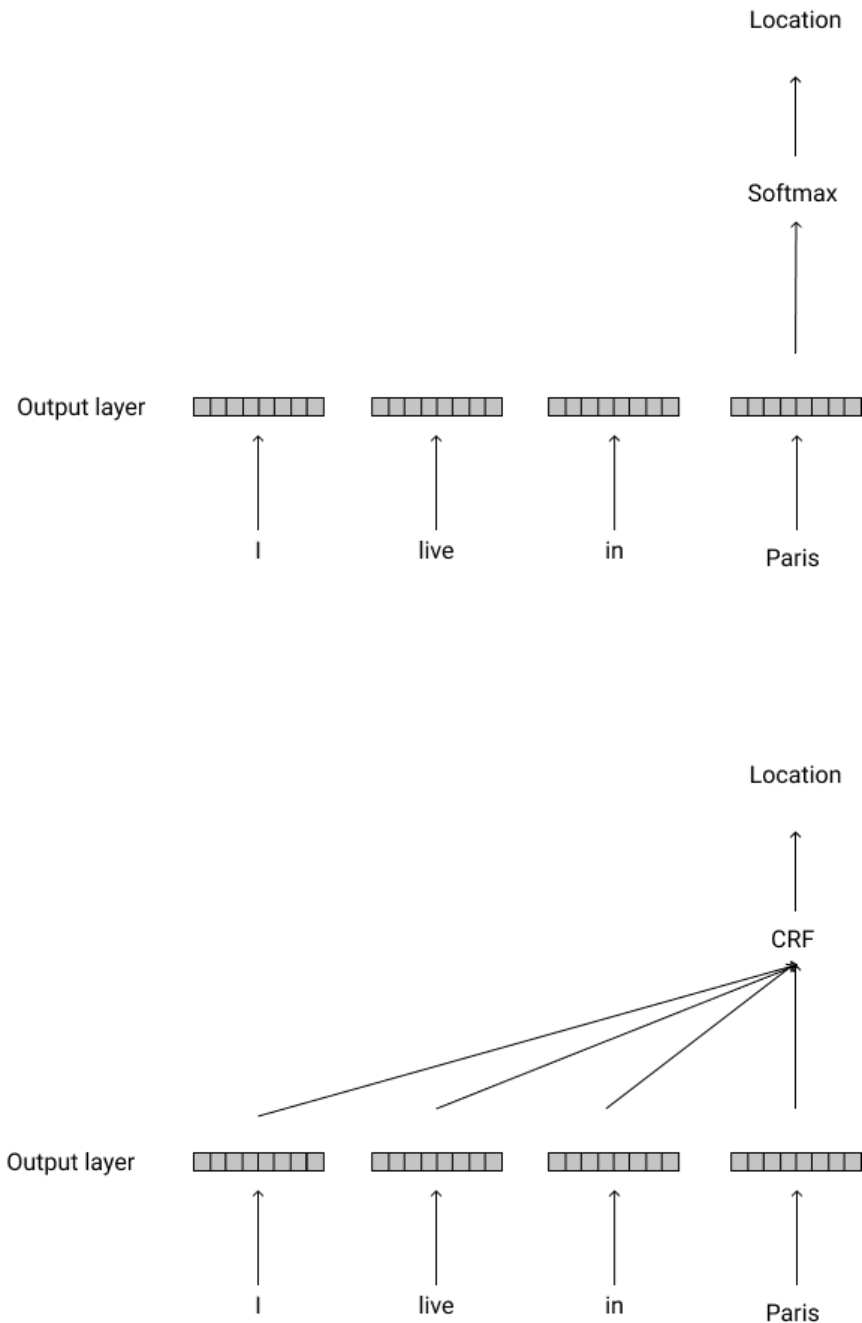 Location
Softmax
Output layer
I live in Paris
Location
CRF
Output layer
I live in Paris